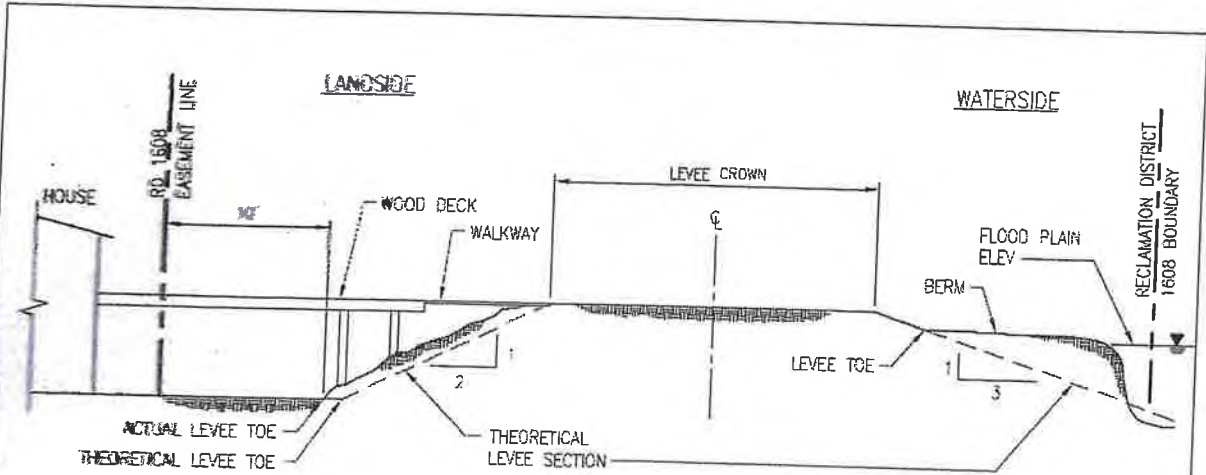 LANDSIDE
WATERSIDE
RD 1608
EASEMENT LINE
HOUSE
WOOD DECK
WALKWAY
LEVEE CROWN
℄
FLOOD PLAIN
ELEV
BERM
RECLAMATION DISTRICT
1608 BOUNDARY
LEVEE TOE
1
2
1
3
ACTUAL LEVEE TOE
THEORETICAL LEVEE TOE
THEORETICAL
LEVEE SECTION